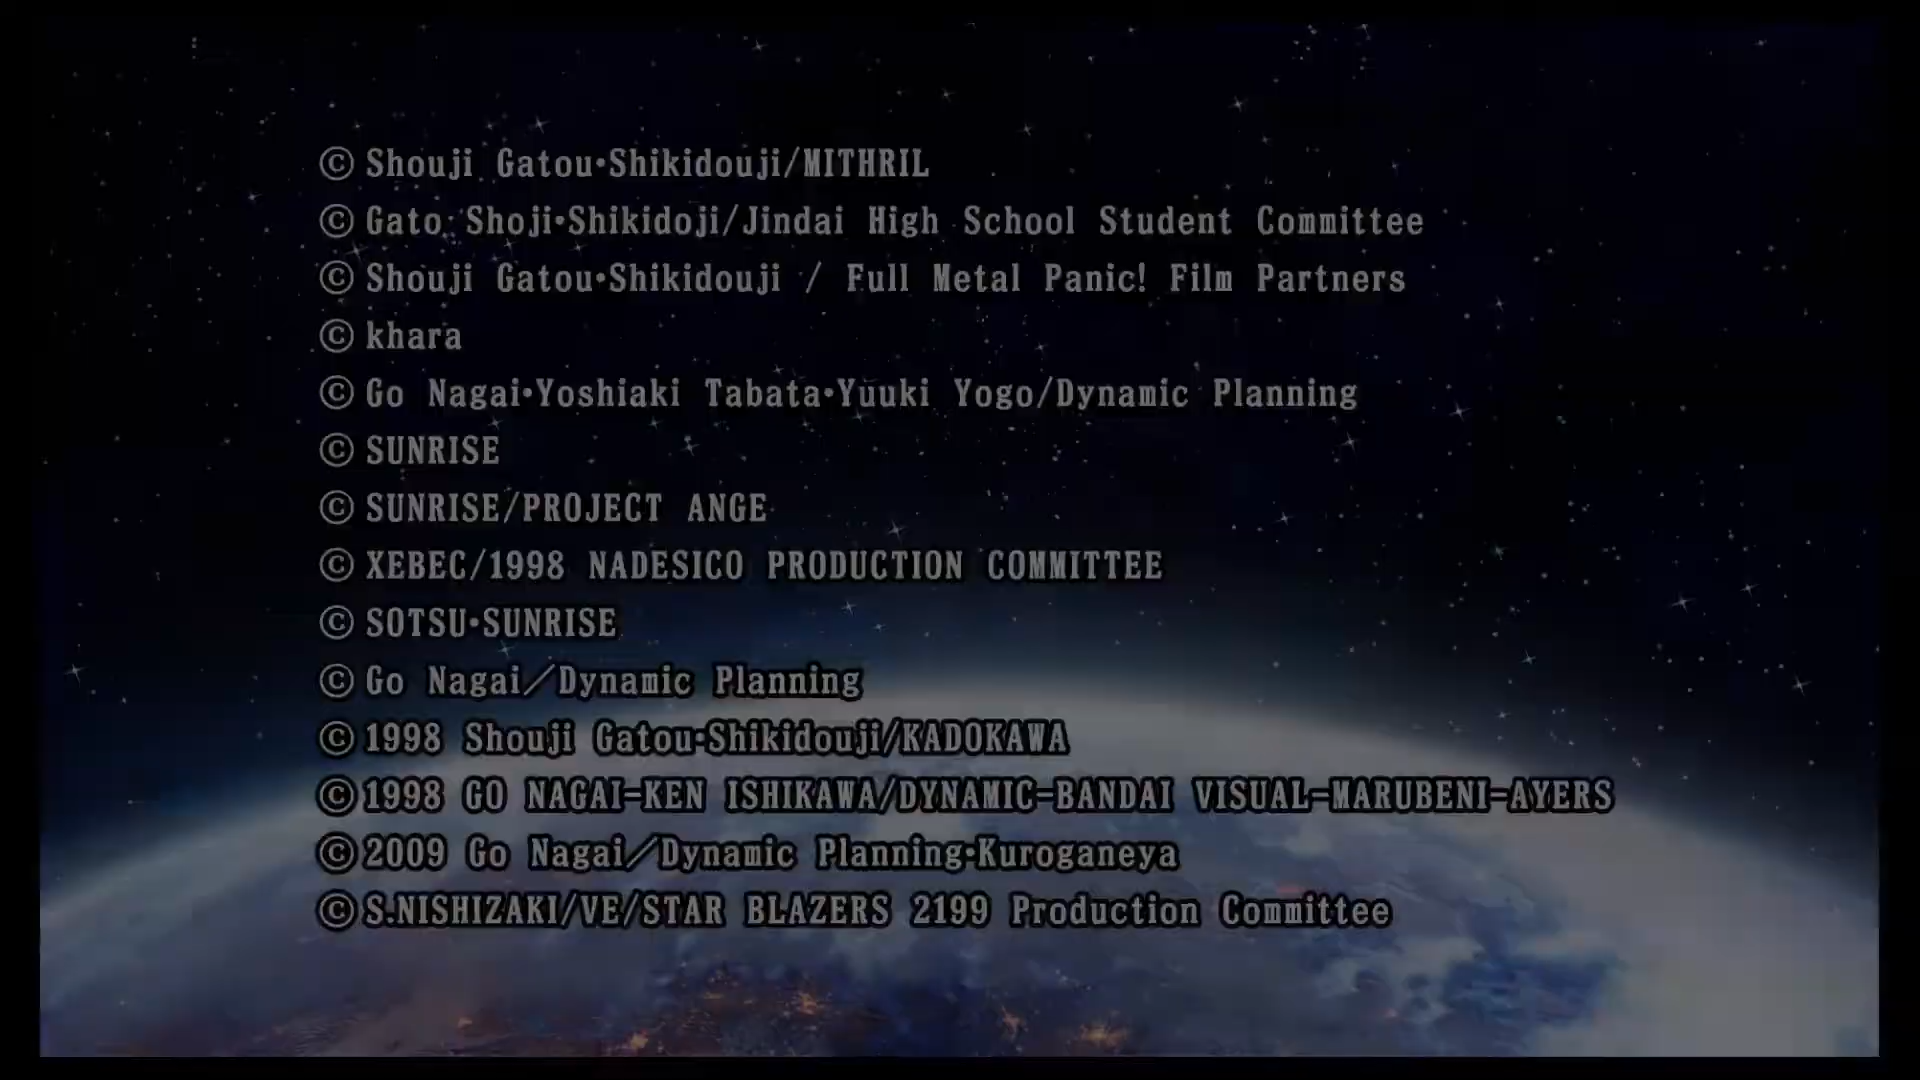 © Shouji Gatou•Shikidouji/MITHRIL
© Gato Shoji•Shikidoji/Jindai High School Student Committee
© Shouji Gatou•Shikidouji / Full Metal Panic! Film Partners
© khara
© Go Nagai•Yoshiaki Tabata•Yuuki Yogo/Dynamic Planning
© SUNRISE
© SUNRISE/PROJECT ANGE
© XEBEC/1998 NADESICO PRODUCTION COMMITTEE
© SOTSU•SUNRISE
© Go Nagai／Dynamic Planning
© 1998 Shouji Gatou•Shikidouji/KADOKAWA
© 1998 GO NAGAI-KEN ISHIKAWA/DYNAMIC-BANDAI VISUAL-MARUBENI-AYERS
© 2009 Go Nagai／Dynamic Planning•Kuroganeya
© S.NISHIZAKI/VE/STAR BLAZERS 2199 Production Committee